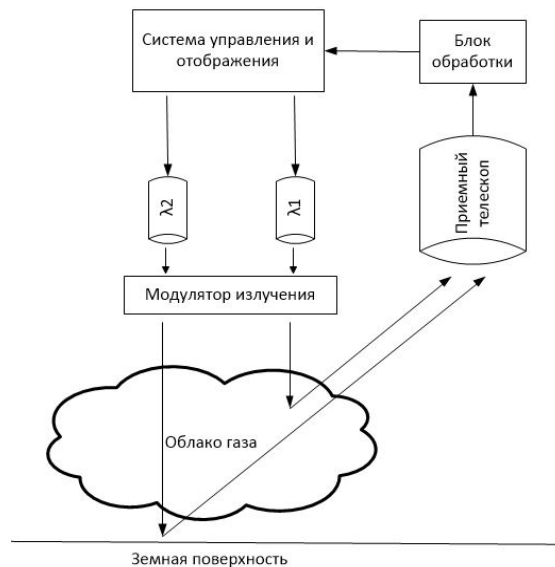 Система управления и
отображения
Блок
обработки
λ2
λ1
Приемный
телескоп
Модулятор излучения
Облако газа
Земная поверхность